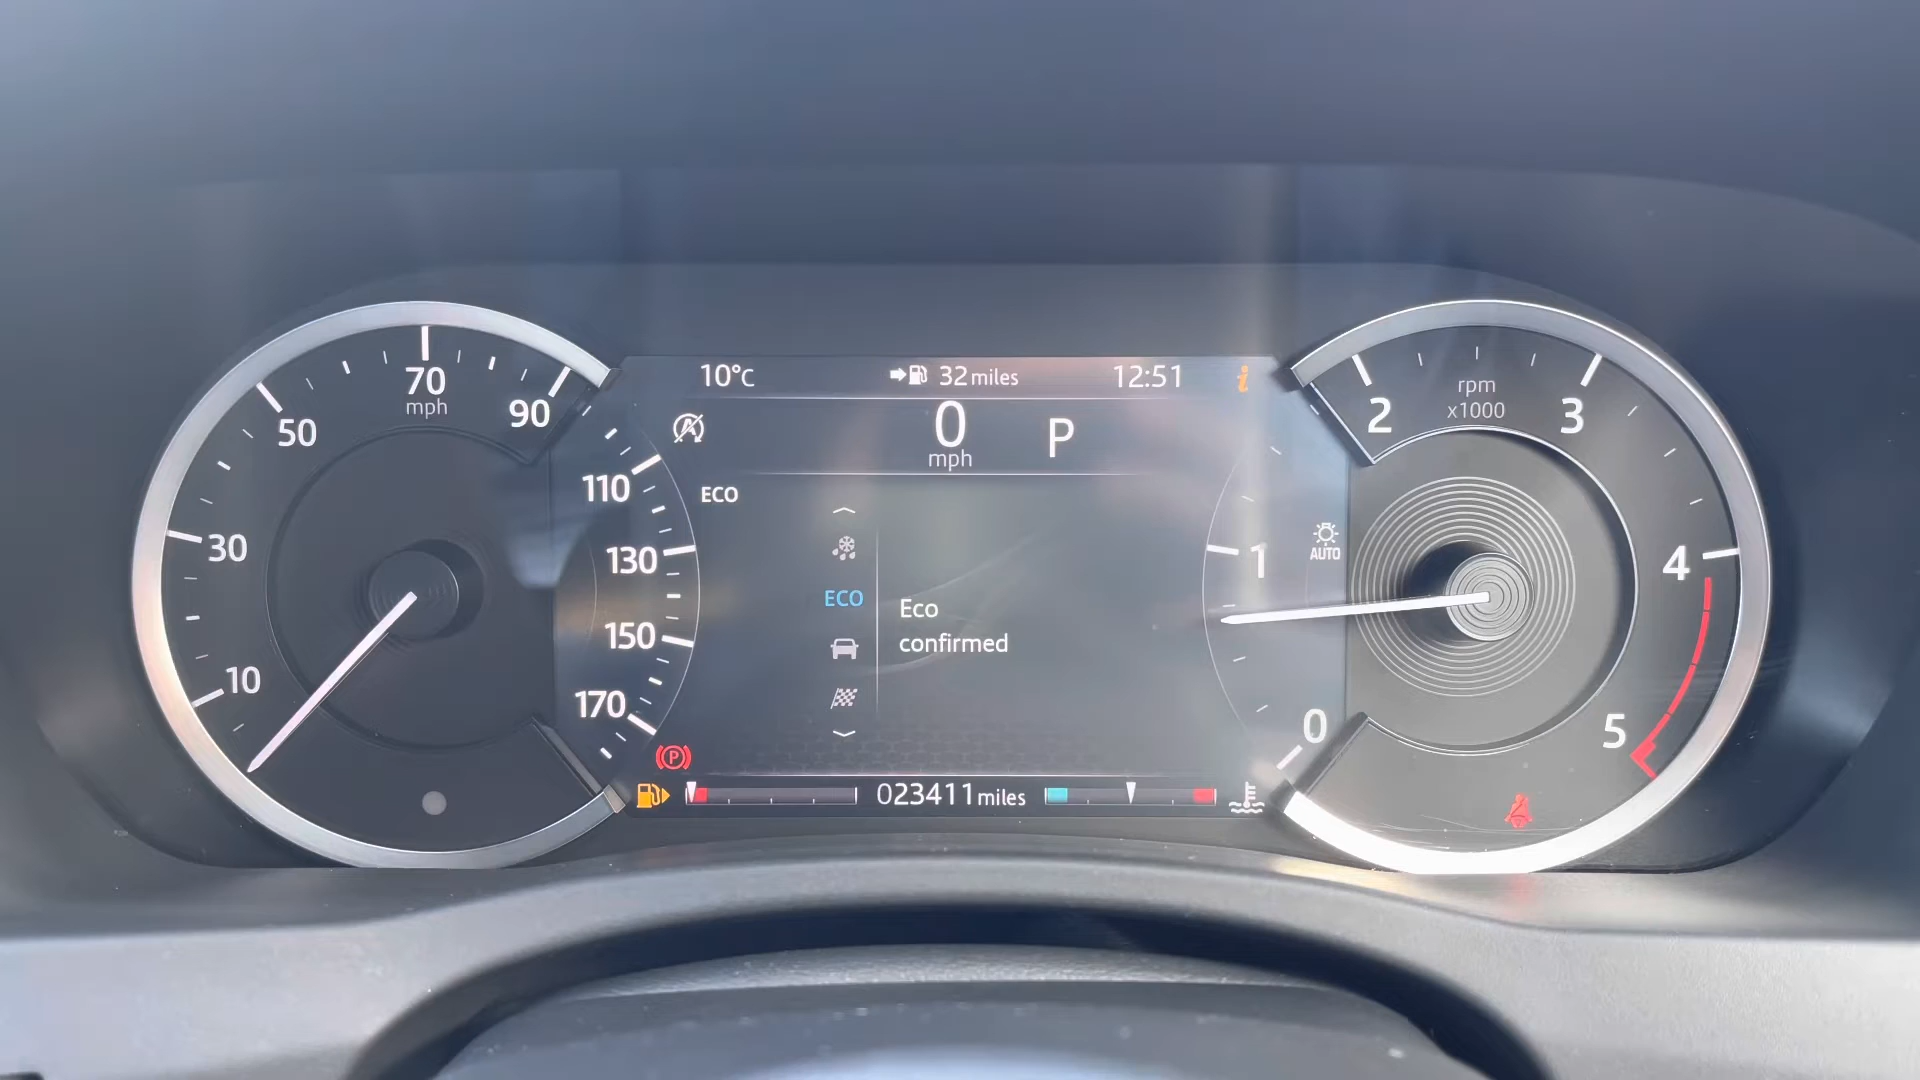 10°C
32 miles
12:51
i
0
mph
P
A
ECO
ECO
Eco
confirmed
10
30
50
70
mph
90
110
130
150
170
P
023411 miles
0
1
2
3
4
5
rpm
x1000
AUTO